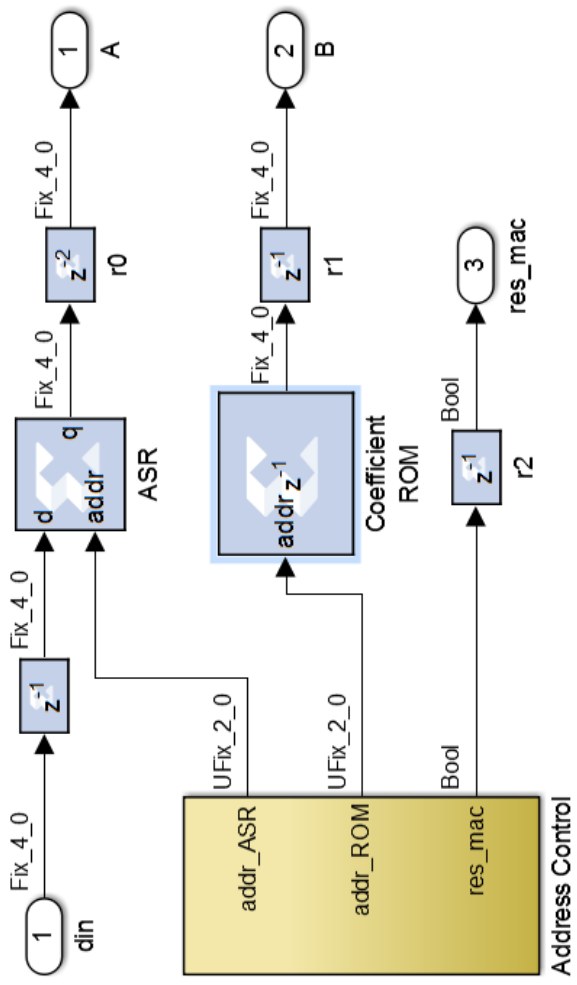 1
din
Fix_4_0
z-1
Fix_4_0
d
addr
q
ASR
Fix_4_0
z-2
r0
Fix_4_0
1
A
Address Control
addr_ASR
UFix_2_0
addr_ROM
UFix_2_0
addr
z-1
Coefficient
ROM
Fix_4_0
z-1
r1
Fix_4_0
2
B
res_mac
Bool
z-1
r2
Bool
3
res_mac